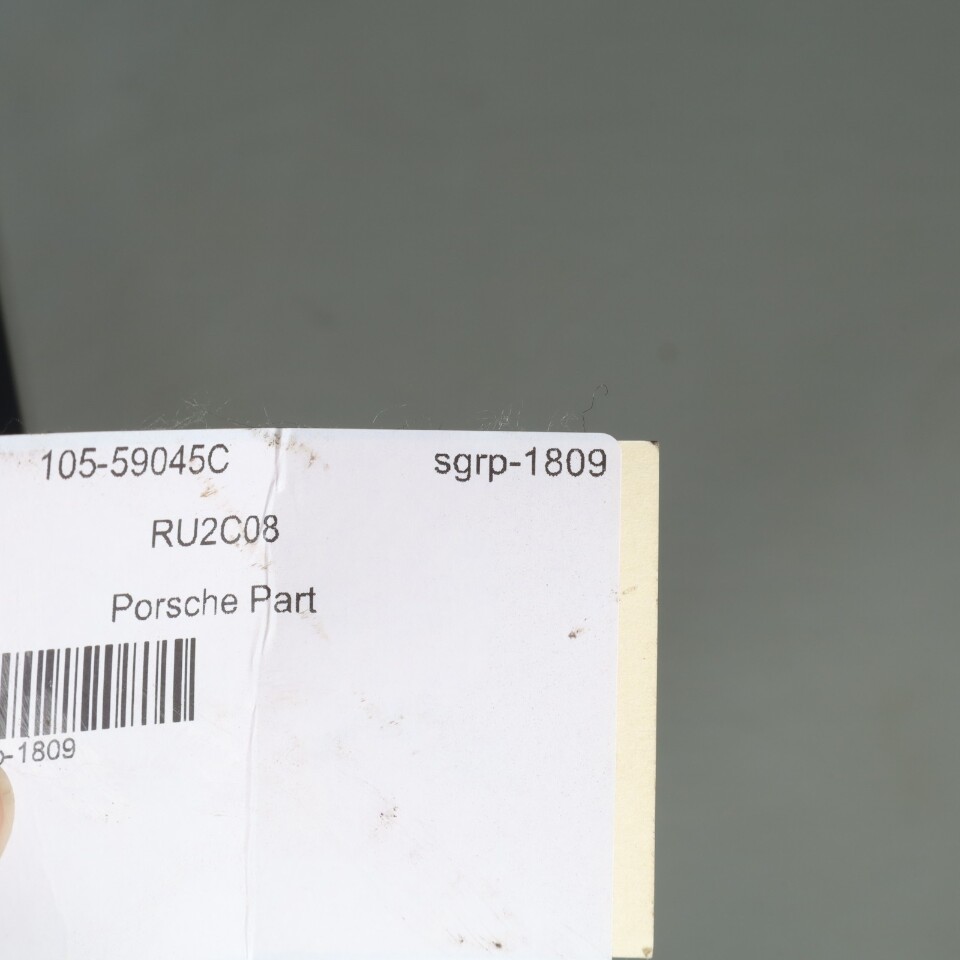 105-59045C sgrp-1809
RU2C08
Porsche Part
p-1809